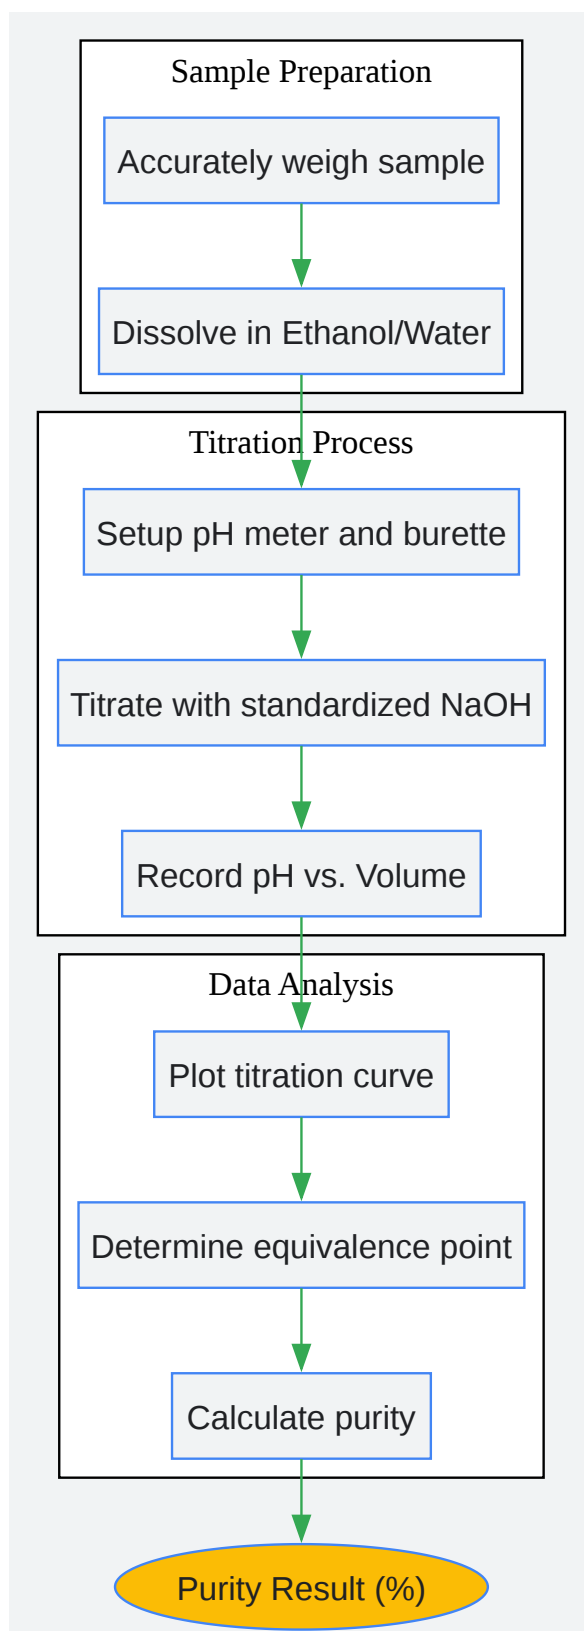 Sample Preparation
Accurately weigh sample
Dissolve in Ethanol/Water
Titration Process
Setup pH meter and burette
Titrate with standardized NaOH
Record pH vs. Volume
Data Analysis
Plot titration curve
Determine equivalence point
Calculate purity
Purity Result (%)